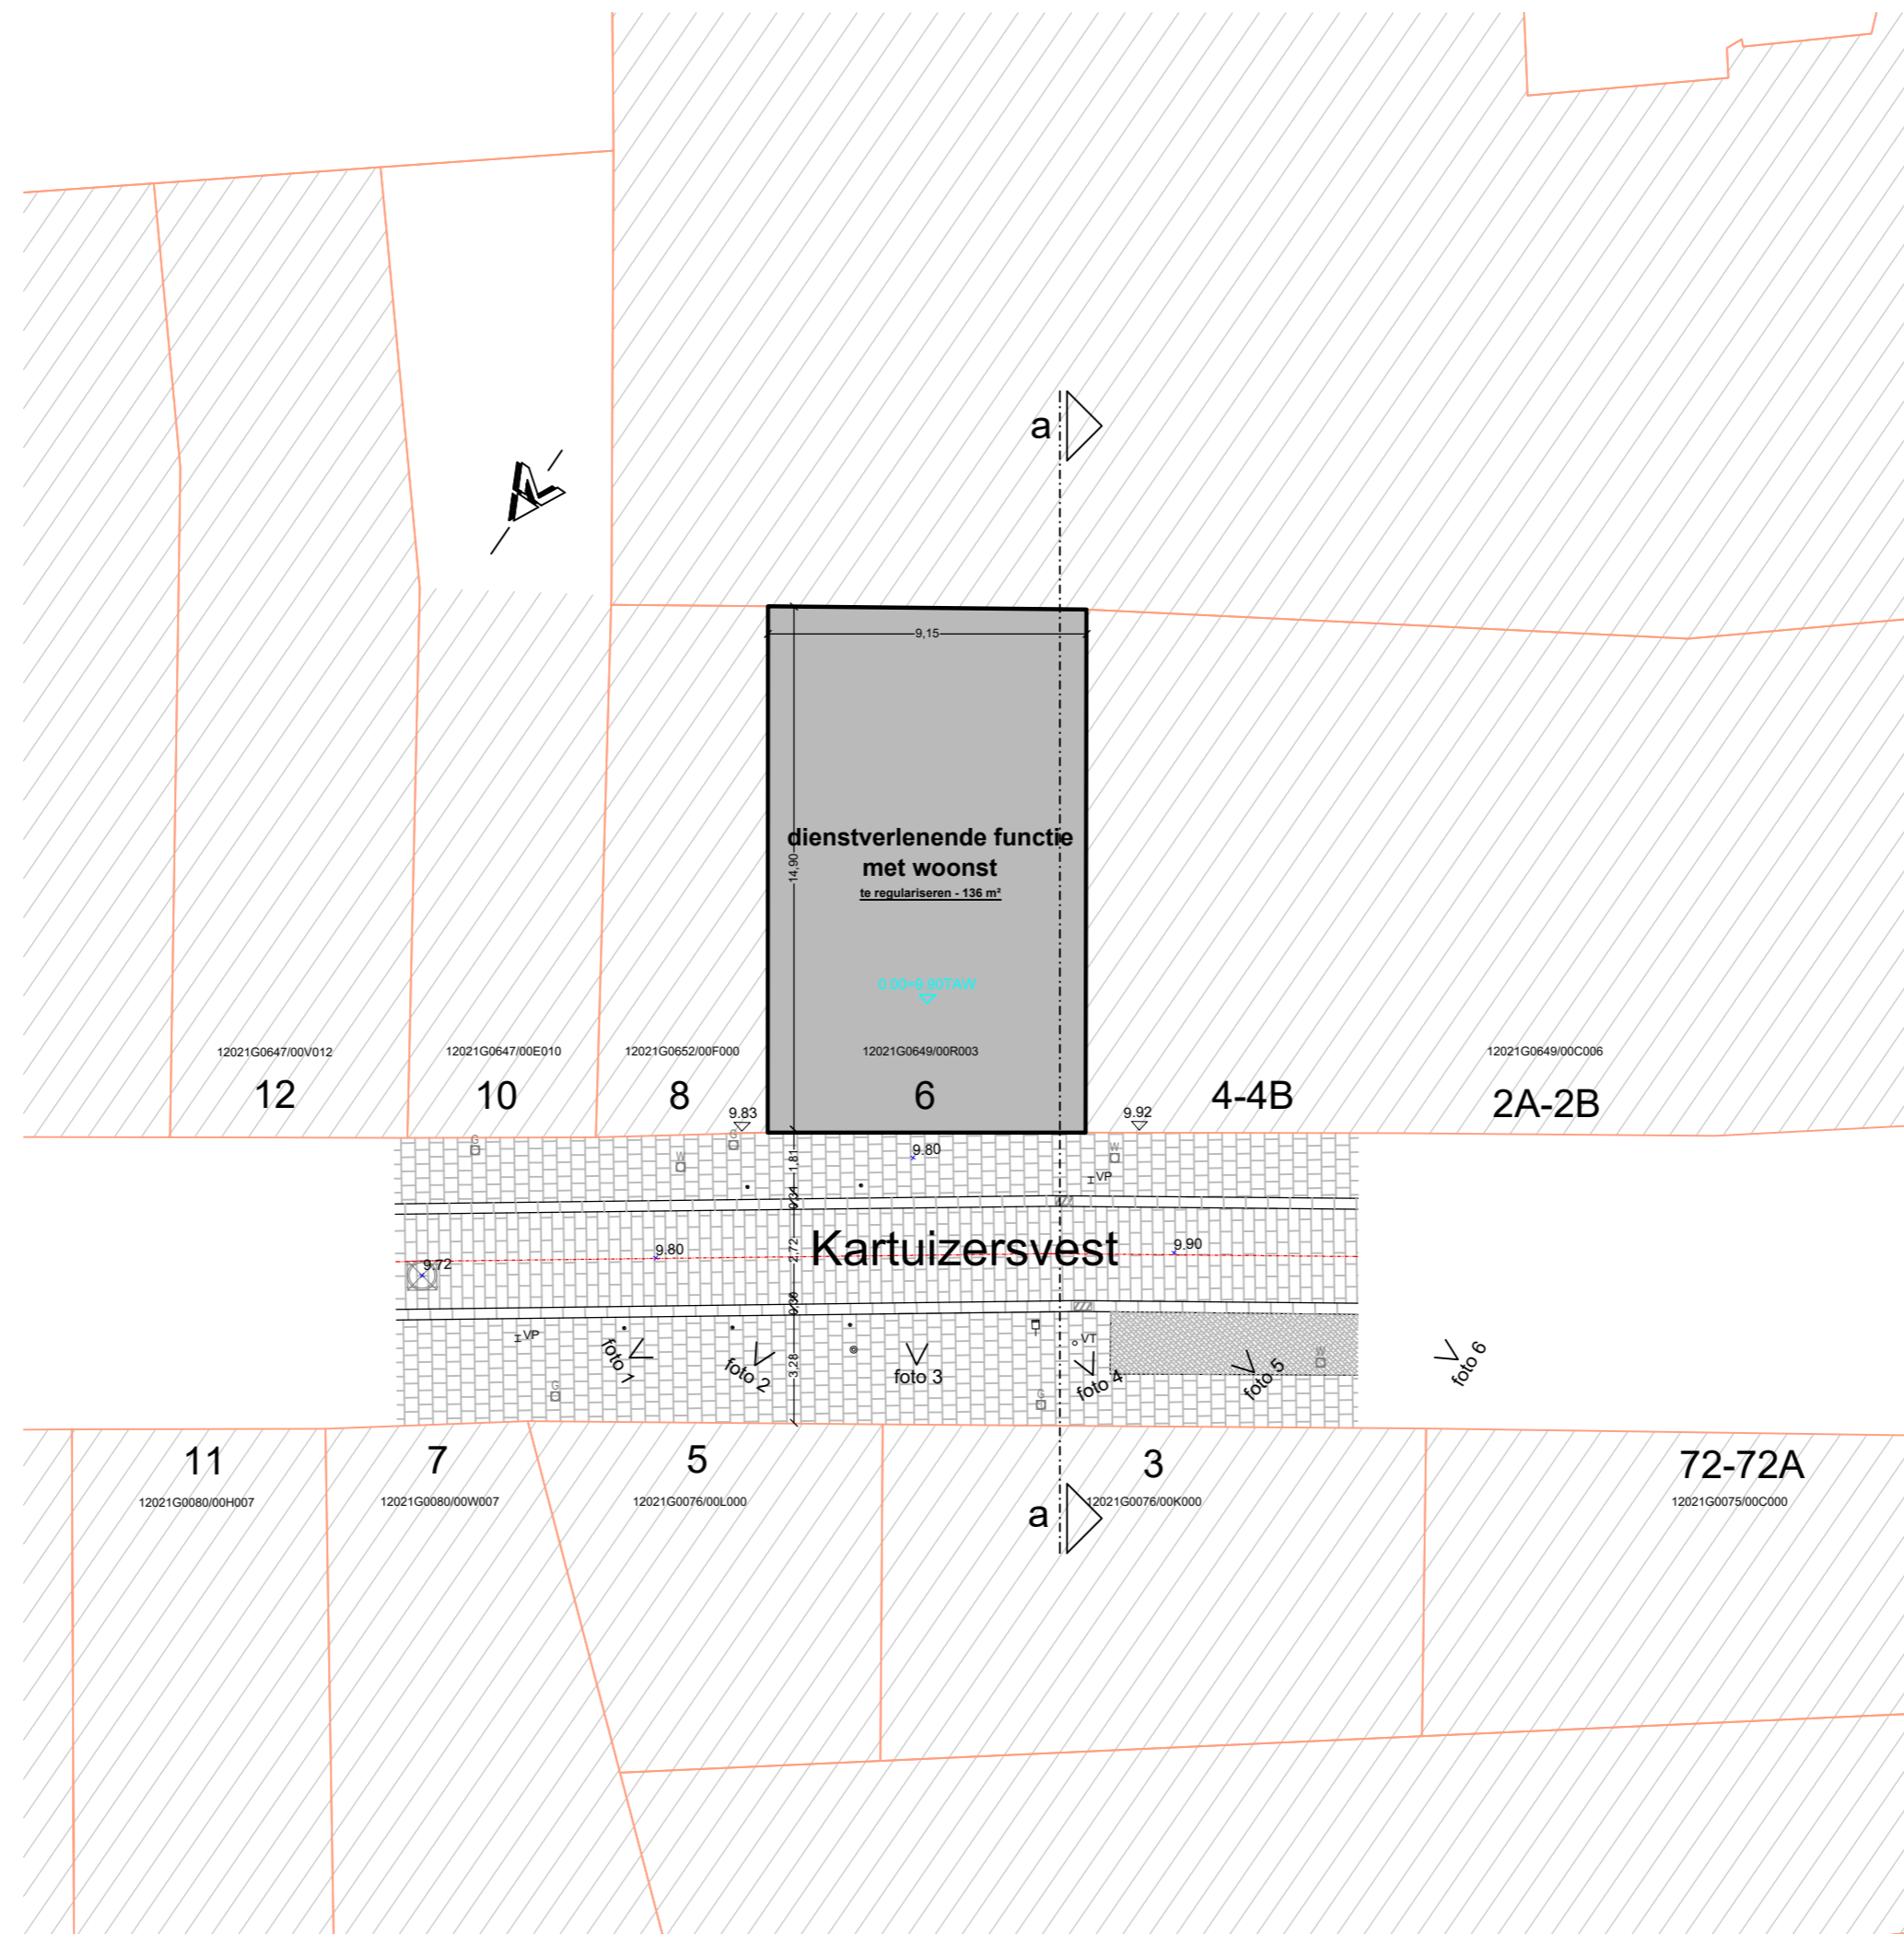 a
9,15
dienstverlenende functie
met woonst
14,90
te regulariseren - 136 m²
0.00=9.90TAW
12021G0647/00V012
12021G0647/00E010
12021G0652/00F000
12021G0649/00R003
12021G0649/00C006
12
10
8
6
4-4B
2A-2B
9.83
9.92
G
G
W
1,81
9.80
W
VP
Kartuizersvest
9.72
9.80
2,72
9.90
VP
foto 1
foto 2
3,28
foto 3
VT
foto 4
foto 5
W
foto 6
G
G
11
7
5
3
72-72A
12021G0080/00H007
12021G0080/00W007
12021G0076/00L000
12021G0076/00K000
12021G0075/00C000
a